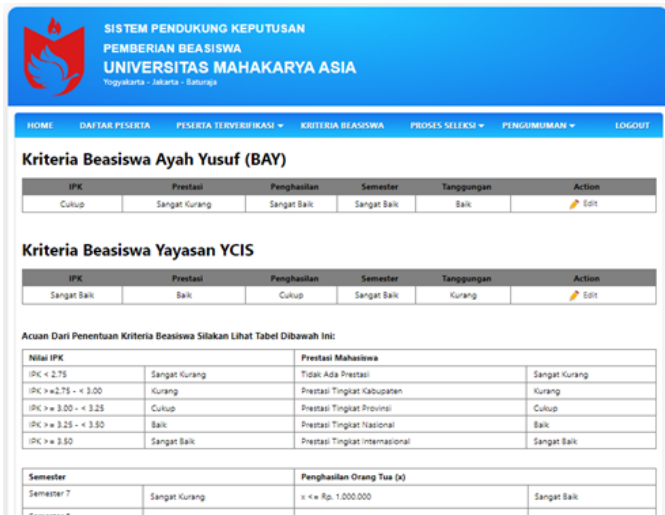 SISTEM PENDUKUNG KEPUTUSAN
PEMBERIAN BEASISWA
UNIVERSITAS MAHAKARYA ASIA
Yogyakarta - Jakarta - Baturaja
HOME DAFTAR PESERTA PESERTA TERVERIFIKASI KRITERIA BEASISWA PROSES SELEKSI PENGUMUMAN LOGOUT
Kriteria Beasiswa Ayah Yusuf (BAY)
IPK Prestasi Penghasilan Semester Tanggungan Action
Cukup Sangat Kurang Sangat Baik Sangat Baik Baik Edit
Kriteria Beasiswa Yayasan YCIS
IPK Prestasi Penghasilan Semester Tanggungan Action
Sangat Baik Baik Cukup Sangat Baik Kurang Edit
Acuan Dari Penentuan Kriteria Beasiswa Silakan Lihat Tabel Dibawah Ini:
Nilai IPK Prestasi Mahasiswa
IPK < 2.75 Sangat Kurang Tidak Ada Prestasi Sangat Kurang
IPK >=2.75 - < 3.00 Kurang Prestasi Tingkat Kabupaten Kurang
IPK >= 3.00 - < 3.25 Cukup Prestasi Tingkat Provinsi Cukup
IPK >= 3.25 - < 3.50 Baik Prestasi Tingkat Nasional Baik
IPK >= 3.50 Sangat Baik Prestasi Tingkat Internasional Sangat Baik
Semester Penghasilan Orang Tua (x)
Semester 7 Sangat Kurang x <= Rp. 1.000.000 Sangat Baik